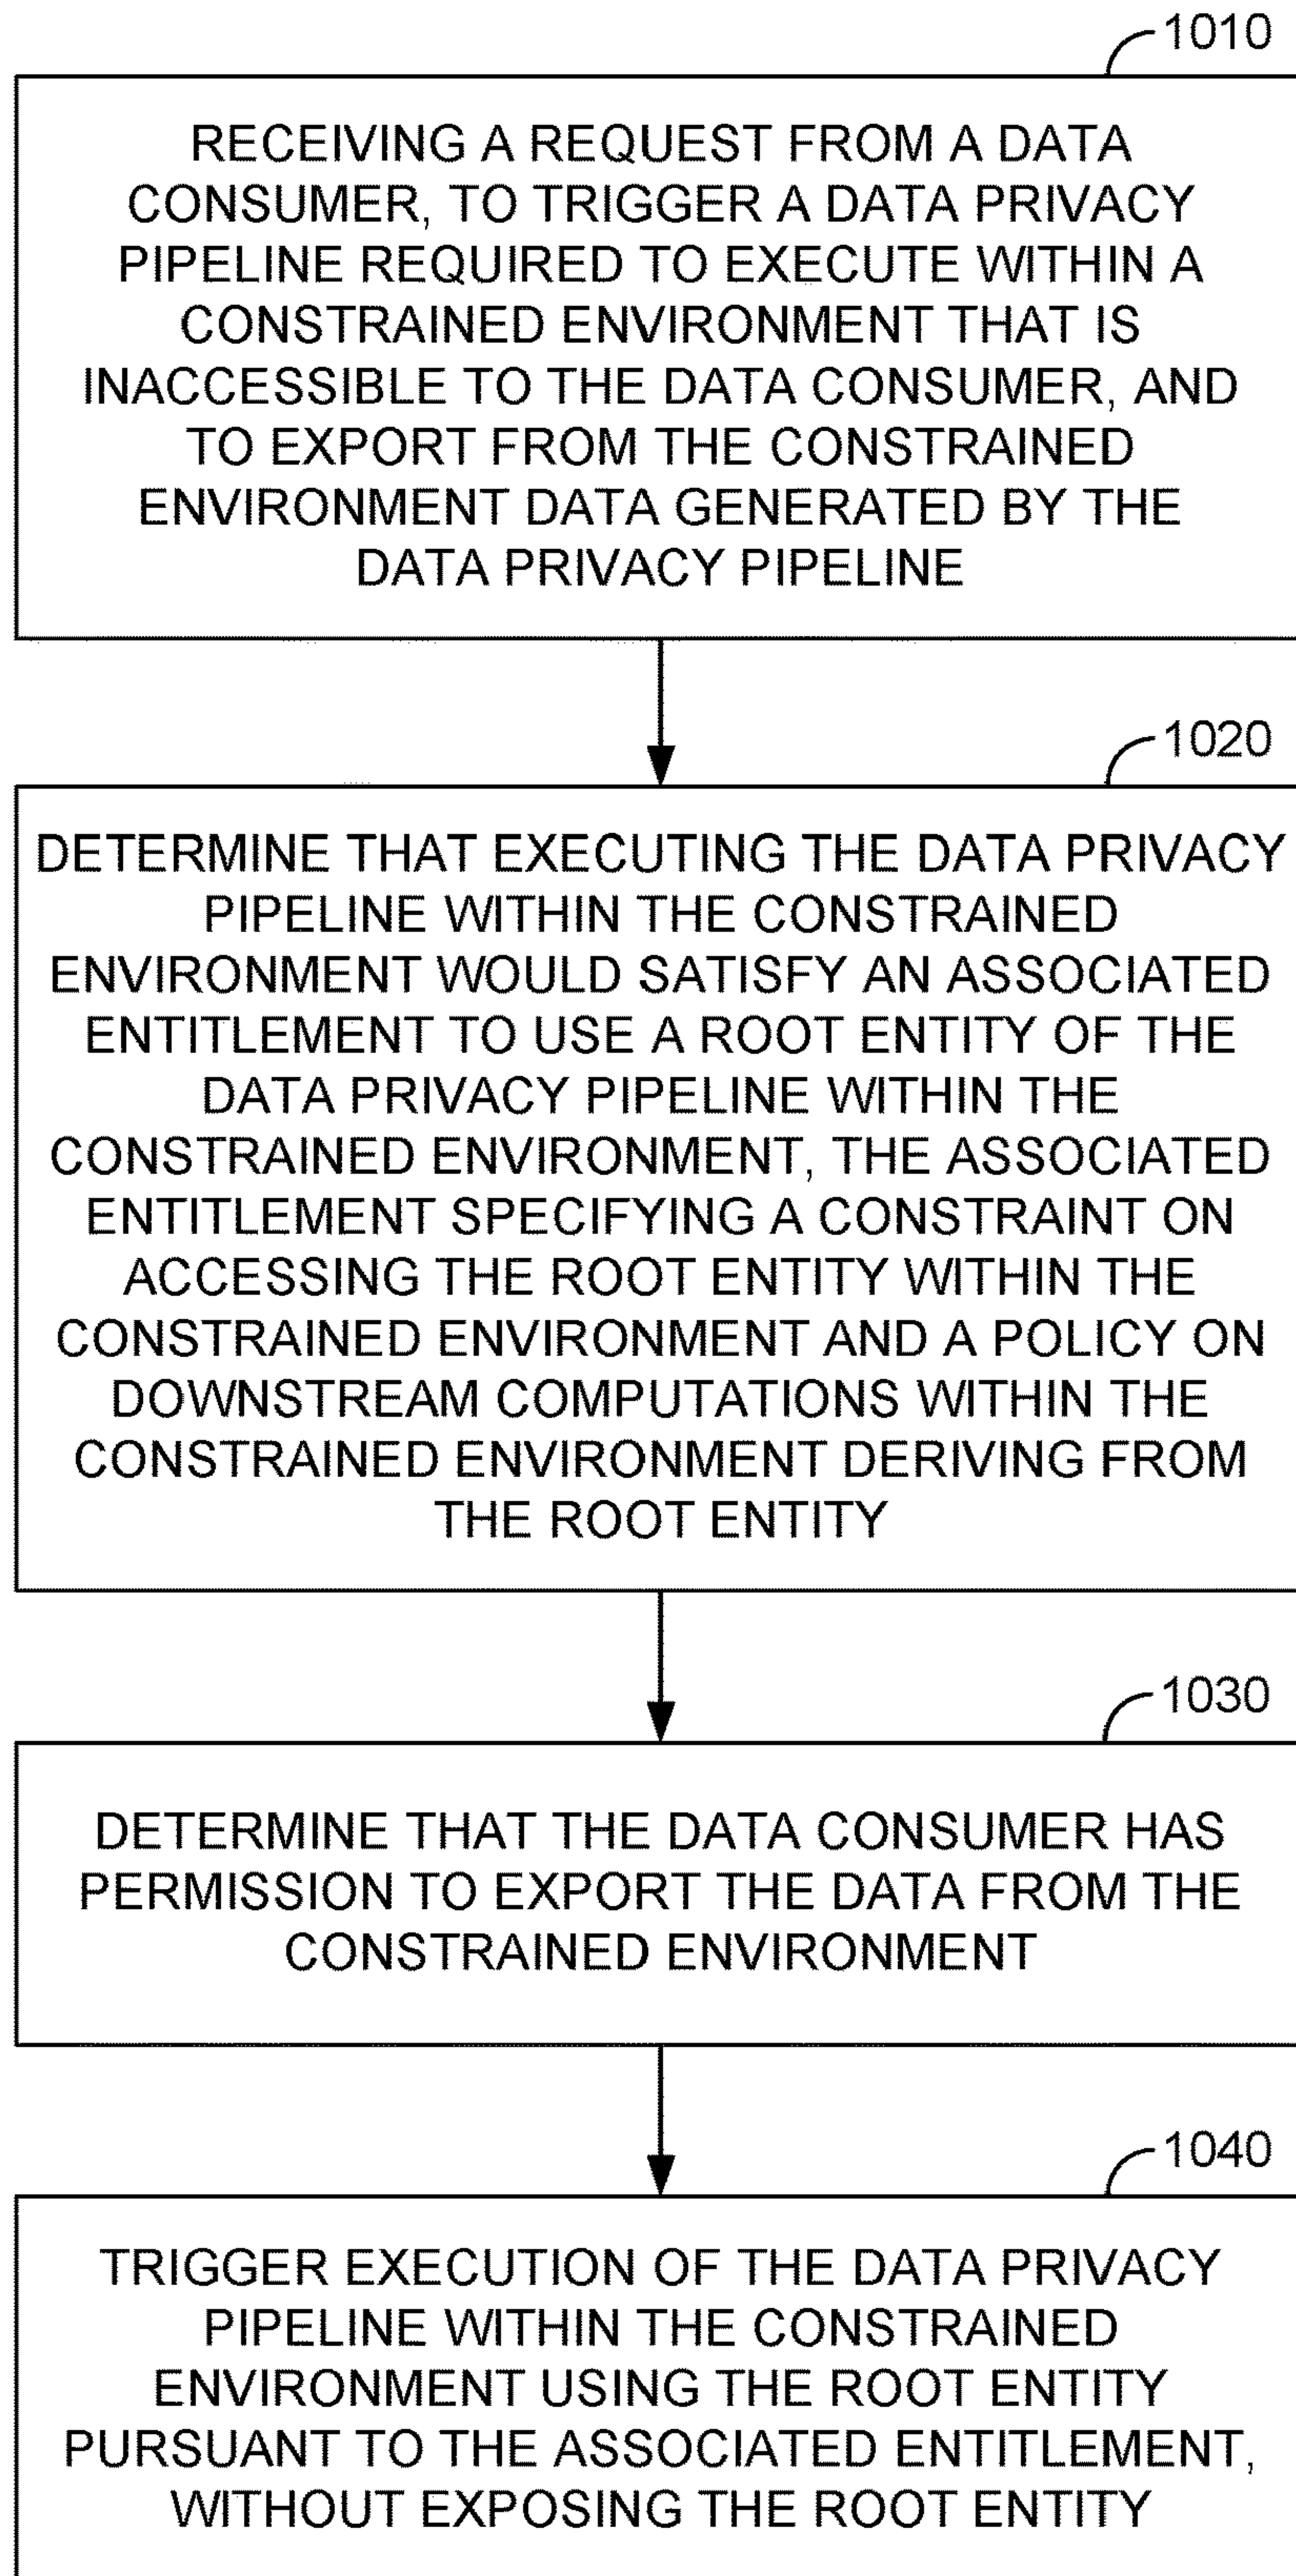 1010
RECEIVING A REQUEST FROM A DATA
CONSUMER, TO TRIGGER A DATA PRIVACY
PIPELINE REQUIRED TO EXECUTE WITHIN A
CONSTRAINED ENVIRONMENT THAT IS
INACCESSIBLE TO THE DATA CONSUMER, AND
TO EXPORT FROM THE CONSTRAINED
ENVIRONMENT DATA GENERATED BY THE
DATA PRIVACY PIPELINE
1020
DETERMINE THAT EXECUTING THE DATA PRIVACY
PIPELINE WITHIN THE CONSTRAINED
ENVIRONMENT WOULD SATISFY AN ASSOCIATED
ENTITLEMENT TO USE A ROOT ENTITY OF THE
DATA PRIVACY PIPELINE WITHIN THE
CONSTRAINED ENVIRONMENT, THE ASSOCIATED
ENTITLEMENT SPECIFYING A CONSTRAINT ON
ACCESSING THE ROOT ENTITY WITHIN THE
CONSTRAINED ENVIRONMENT AND A POLICY ON
DOWNSTREAM COMPUTATIONS WITHIN THE
CONSTRAINED ENVIRONMENT DERIVING FROM
THE ROOT ENTITY
1030
DETERMINE THAT THE DATA CONSUMER HAS
PERMISSION TO EXPORT THE DATA FROM THE
CONSTRAINED ENVIRONMENT
1040
TRIGGER EXECUTION OF THE DATA PRIVACY
PIPELINE WITHIN THE CONSTRAINED
ENVIRONMENT USING THE ROOT ENTITY
PURSUANT TO THE ASSOCIATED ENTITLEMENT,
WITHOUT EXPOSING THE ROOT ENTITY